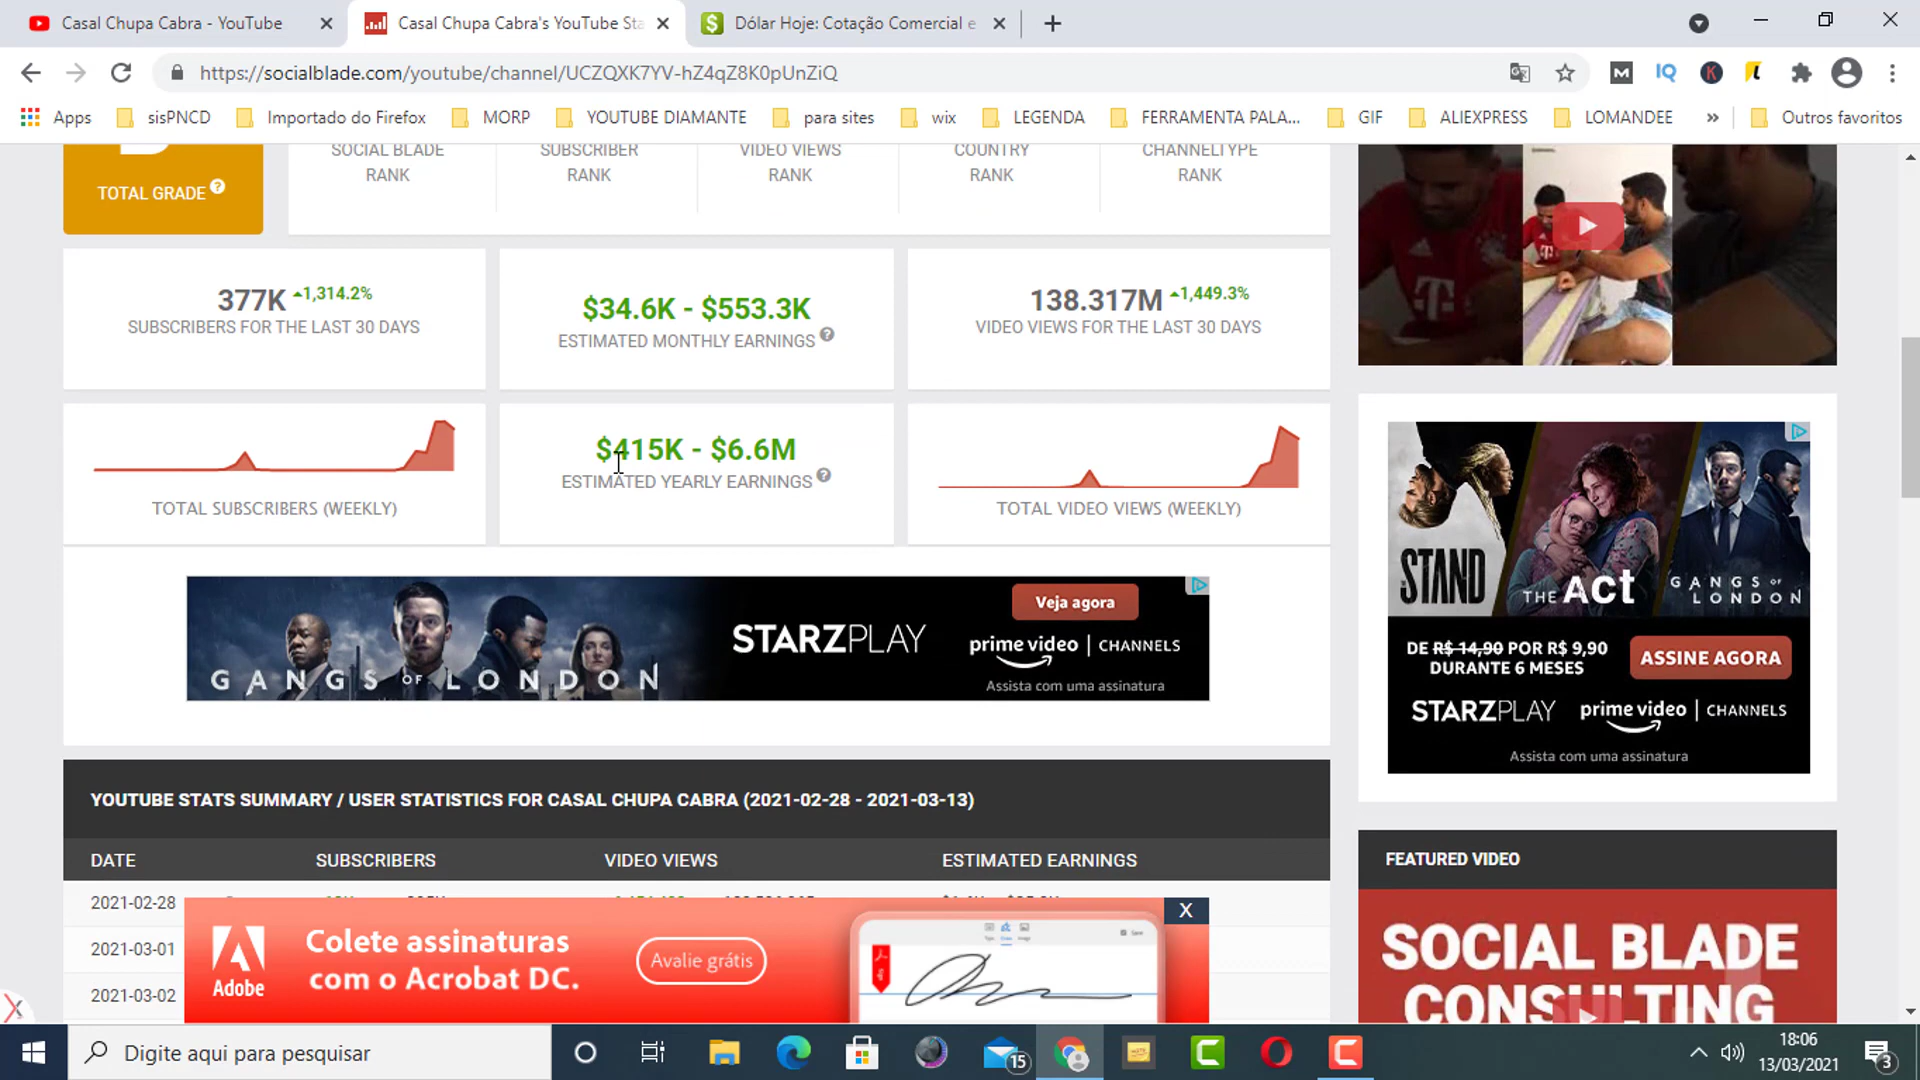 Casal Chupa Cabra - YouTube
Casal Chupa Cabra's YouTube Sta
Dólar Hoje: Cotação Comercial e
https://socialblade.com/youtube/channel/UCZQXK7YV-hZ4qZ8K0pUnZiQ
Apps
sisPNCD
Importado do Firefox
MORP
YOUTUBE DIAMANTE
para sites
wix
LEGENDA
FERRAMENTA PALA...
GIF
ALIEXPRESS
LOMANDEE
»
Outros favoritos
TOTAL GRADE
SOCIAL BLADE
RANK
SUBSCRIBER
RANK
VIDEO VIEWS
RANK
COUNTRY
RANK
CHANNELTYPE
RANK
377K 1,314.2%
SUBSCRIBERS FOR THE LAST 30 DAYS
$34.6K - $553.3K
ESTIMATED MONTHLY EARNINGS
138.317M 1,449.3%
VIDEO VIEWS FOR THE LAST 30 DAYS
TOTAL SUBSCRIBERS (WEEKLY)
$415K - $6.6M
ESTIMATED YEARLY EARNINGS
TOTAL VIDEO VIEWS (WEEKLY)
GANGS OF LONDON
STARZPLAY
Veja agora
prime video | CHANNELS
Assista com uma assinatura
THE STAND
THE ACT
GANGS OF LONDON
DE R$ 14,90 POR R$ 9,90
DURANTE 6 MESES
ASSINE AGORA
STARZPLAY
prime video | CHANNELS
Assista com uma assinatura
YOUTUBE STATS SUMMARY / USER STATISTICS FOR CASAL CHUPA CABRA (2021-02-28 - 2021-03-13)
DATE
SUBSCRIBERS
VIDEO VIEWS
ESTIMATED EARNINGS
2021-02-28
2021-03-01
2021-03-02
X
Adobe
Colete assinaturas
com o Acrobat DC.
Avalie grátis
FEATURED VIDEO
SOCIAL BLADE
CONSULTING
Digite aqui para pesquisar
15
18:06
13/03/2021
3